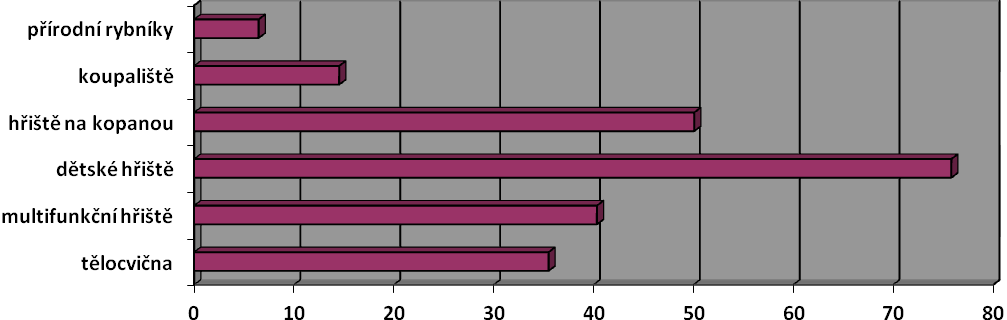 přírodní rybníky
koupaliště
hřiště na kopanou
dětské hřiště
multifunkční hřiště
tělocvična
0 10 20 30 40 50 60 70 80